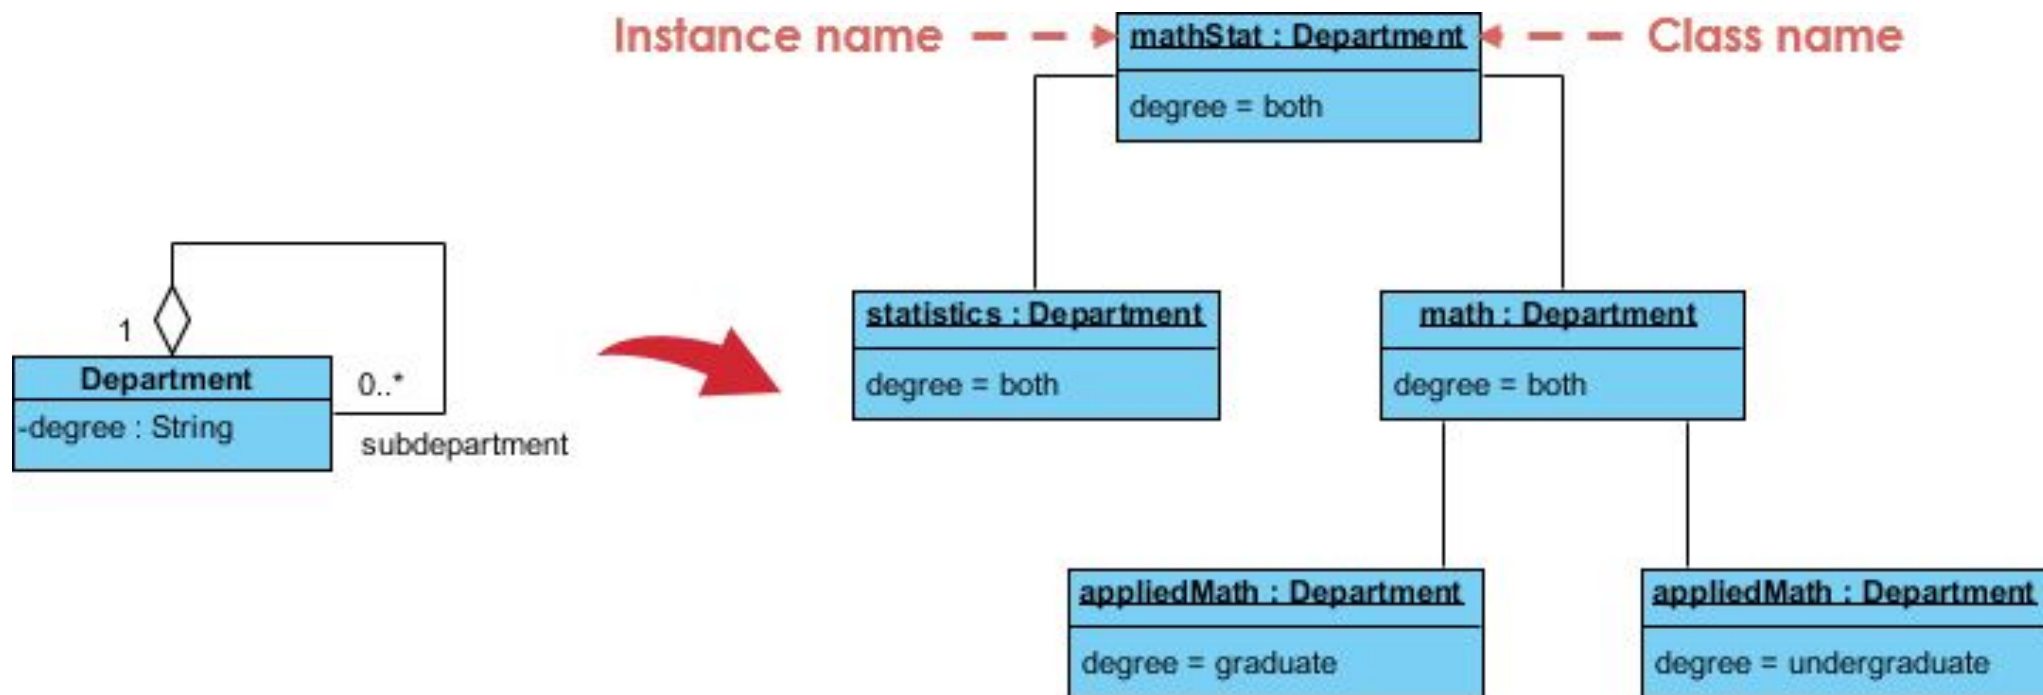 Instance name
mathStat : Department
Class name
degree = both
statistics : Department
math : Department
degree = both
degree = both
1
Department
0..*
-degree : String
subdepartment
appliedMath : Department
appliedMath : Department
degree = graduate
degree = undergraduate